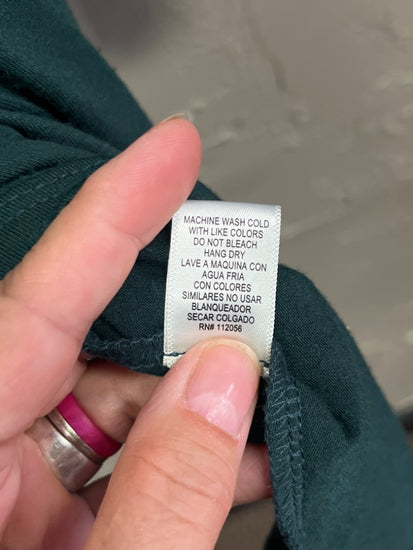 MACHINE WASH COLD
WITH LIKE COLORS
DO NOT BLEACH
HANG DRY
LAVE A MAQUINA CON
AGUA FRIA
CON COLORES
SIMILARES NO USAR
BLANQUEADOR
SECAR COLGADO
RN# 112056